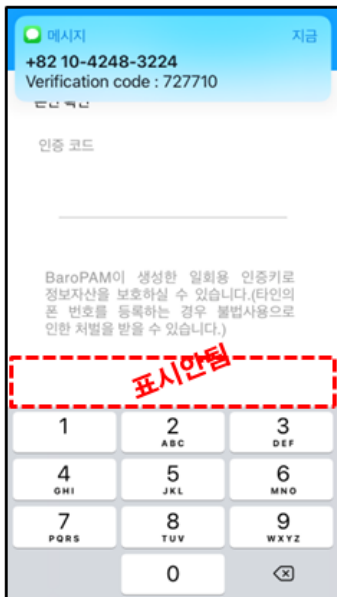 메시지
지금
+82 10-4248-3224
Verification code : 727710
본인 확인
인증 코드
BaroPAM이 생성한 일회용 인증키로
정보자산을 보호하실 수 있습니다.(타인의
폰 번호를 등록하는 경우 불법사용으로
인한 처벌을 받을 수 있습니다.)
표시안됨
1
2
ABC
3
DEF
4
GHI
5
JKL
6
MNO
7
PQRS
8
TUV
9
WXYZ
0